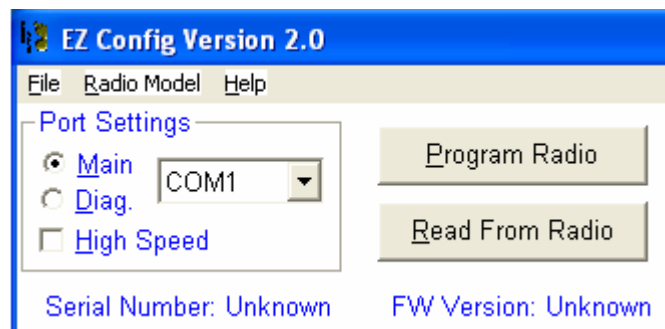 EZ Config Version 2.0
File Radio Model Help
Port Settings
Main
Diag.
COM1
High Speed
Program Radio
Read From Radio
Serial Number: Unknown
FW Version: Unknown